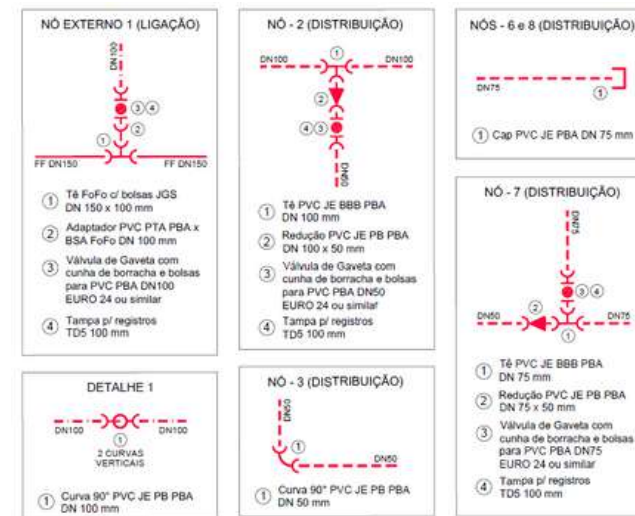 NÓ EXTERNO 1 (LIGAÇÃO)
DN100
③④
②
①
FF DN150
FF DN150
① Tê FoFo c/ bolsas JGS
DN 150 x 100 mm
② Adaptador PVC PTA PBA x
BSA FoFo DN 100 mm
③ Válvula de Gaveta com
cunha de borracha e bolsas
para PVC PBA DN100
EURO 24 ou similar
④ Tampa p/ registros
TD5 100 mm
NÓ - 2 (DISTRIBUIÇÃO)
DN100
①
DN100
②
④③
DN50
① Tê PVC JE BBB PBA
DN 100 mm
② Redução PVC JE PB PBA
DN 100 x 50 mm
③ Válvula de Gaveta com
cunha de borracha e bolsas
para PVC PBA DN50
EURO 24 ou similar
④ Tampa p/ registros
TD5 100 mm
NÓS - 6 e 8 (DISTRIBUIÇÃO)
DN75
①
① Cap PVC JE PBA DN 75 mm
NÓ - 7 (DISTRIBUIÇÃO)
DN75
③④
DN50
②
DN75
①
① Tê PVC JE BBB PBA
DN 75 mm
② Redução PVC JE PB PBA
DN 75 x 50 mm
③ Válvula de Gaveta com
cunha de borracha e bolsas
para PVC PBA DN75
EURO 24 ou similar
④ Tampa p/ registros
TD5 100 mm
DETALHE 1
DN100
①
DN100
2 CURVAS
VERTICAIS
① Curva 90° PVC JE PB PBA
DN 100 mm
NÓ - 3 (DISTRIBUIÇÃO)
DN50
①
DN50
① Curva 90° PVC JE PB PBA
DN 50 mm